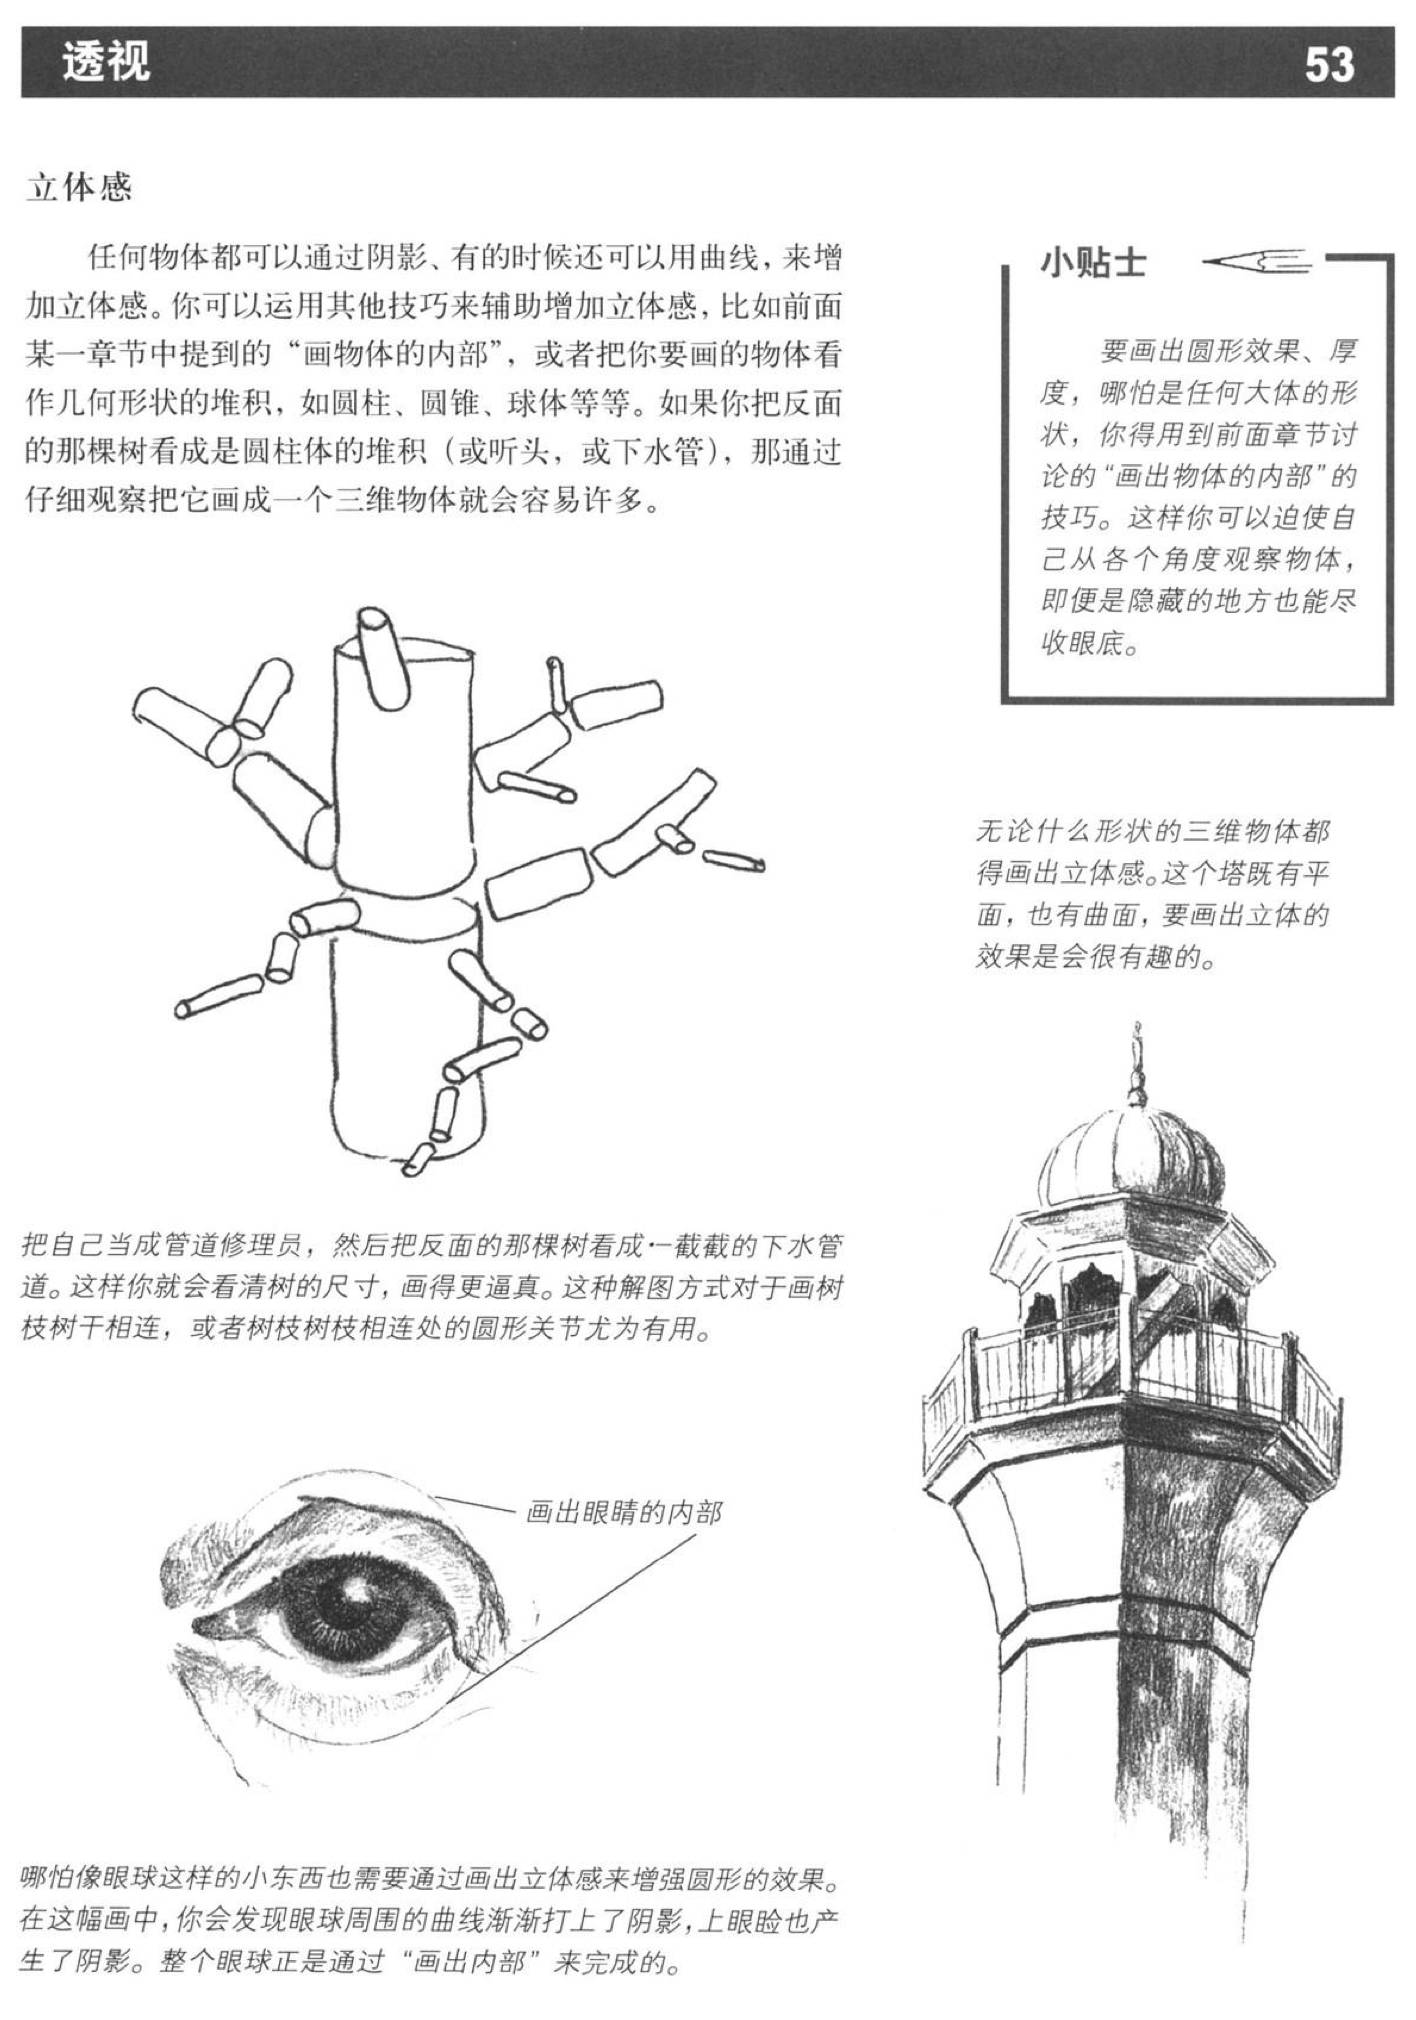 透视
53
立体感
任何物体都可以通过阴影、有的时候还可以用曲线，来增
加立体感。你可以运用其他技巧来辅助增加立体感，比如前面
某一章节中提到的“画物体的内部”，或者把你要画的物体看
作几何形状的堆积，如圆柱、圆锥、球体等等。如果你把反面
的那棵树看成是圆柱体的堆积（或听头，或下水管），那通过
仔细观察把它画成一个三维物体就会容易许多。
小贴士
要画出圆形效果、厚
度，哪怕是任何大体的形
状，你得用到前面章节讨
论的“画出物体的内部”的
技巧。这样你可以迫使自
己从各个角度观察物体，
即便是隐藏的地方也能尽
收眼底。
无论什么形状的三维物体都
得画出立体感。这个塔既有平
面，也有曲面，要画出立体的
效果是会很有趣的。
把自己当成管道修理员，然后把反面的那棵树看成一截截的下水管
道。这样你就会看清树的尺寸，画得更逼真。这种解图方式对于画树
枝树干相连，或者树枝树枝相连处的圆形关节尤为有用。
画出眼睛的内部
哪怕像眼球这样的小东西也需要通过画出立体感来增强圆形的效果。
在这幅画中，你会发现眼球周围的曲线渐渐打上了阴影，上眼睑也产
生了阴影。整个眼球正是通过“画出内部”来完成的。